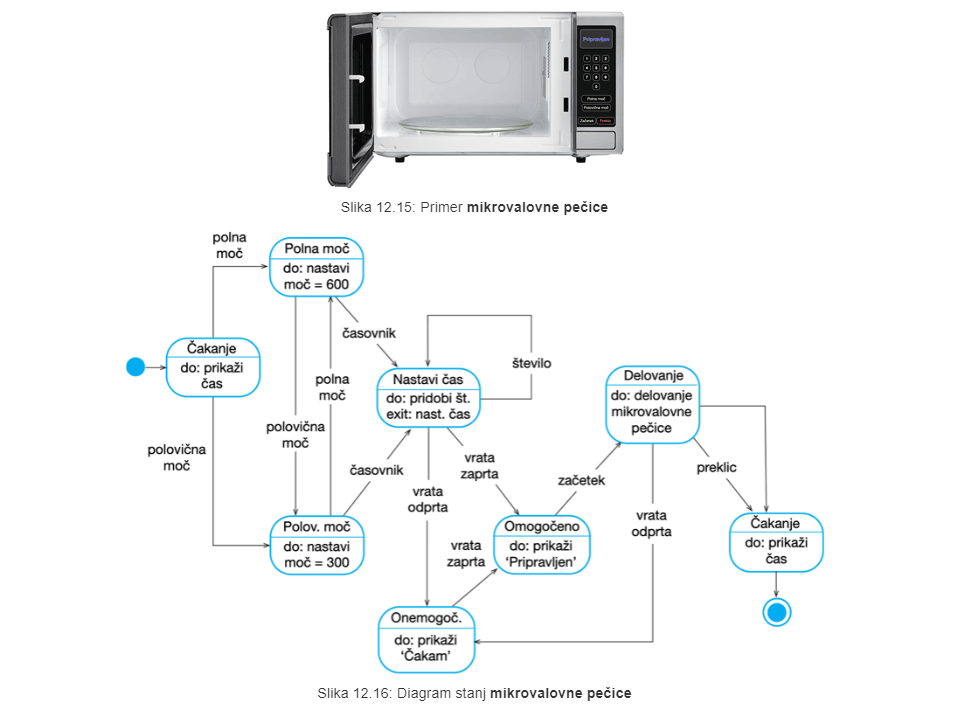 Pripravljen
1 2 3
4 5 6
7 8 9
0
Polna moč
Polovična moč
Začetek Preklic
Slika 12.15: Primer mikrovalovne pečice
polna
moč
Polna moč
do: nastavi
moč = 600
časovnik
Čakanje
do: prikaži
čas
število
Nastavi čas
do: pridobi št.
exit: nast. čas
Delovanje
do: delovanje
mikrovalovne
pečice
polna
moč
polovična
moč
polovična
moč
časovnik
vrata
zaprta
vrata
odprta
začetek
preklic
Polov. moč
do: nastavi
moč = 300
vrata
zaprta
Omogočeno
do: prikaži
‘Pripravljen’
vrata
odprta
Čakanje
do: prikaži
čas
Onemogoč.
do: prikaži
‘Čakam’
Slika 12.16: Diagram stanj mikrovalovne pečice